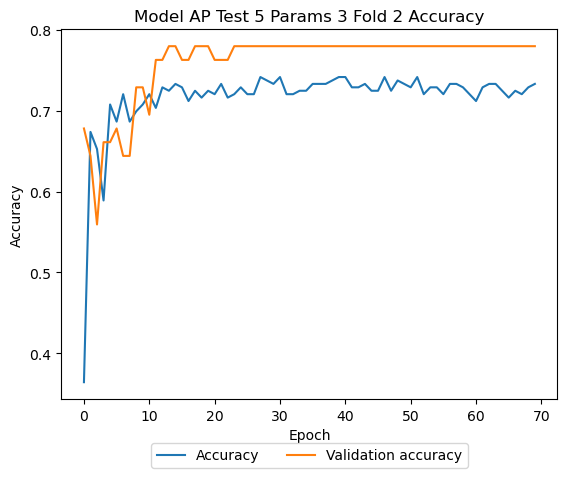 Model AP Test 5 Params 3 Fold 2 Accuracy
0.8
0.7
0.6
0.5
0.4
Accuracy
0 10 20 30 40 50 60 70
Epoch
Accuracy Validation accuracy